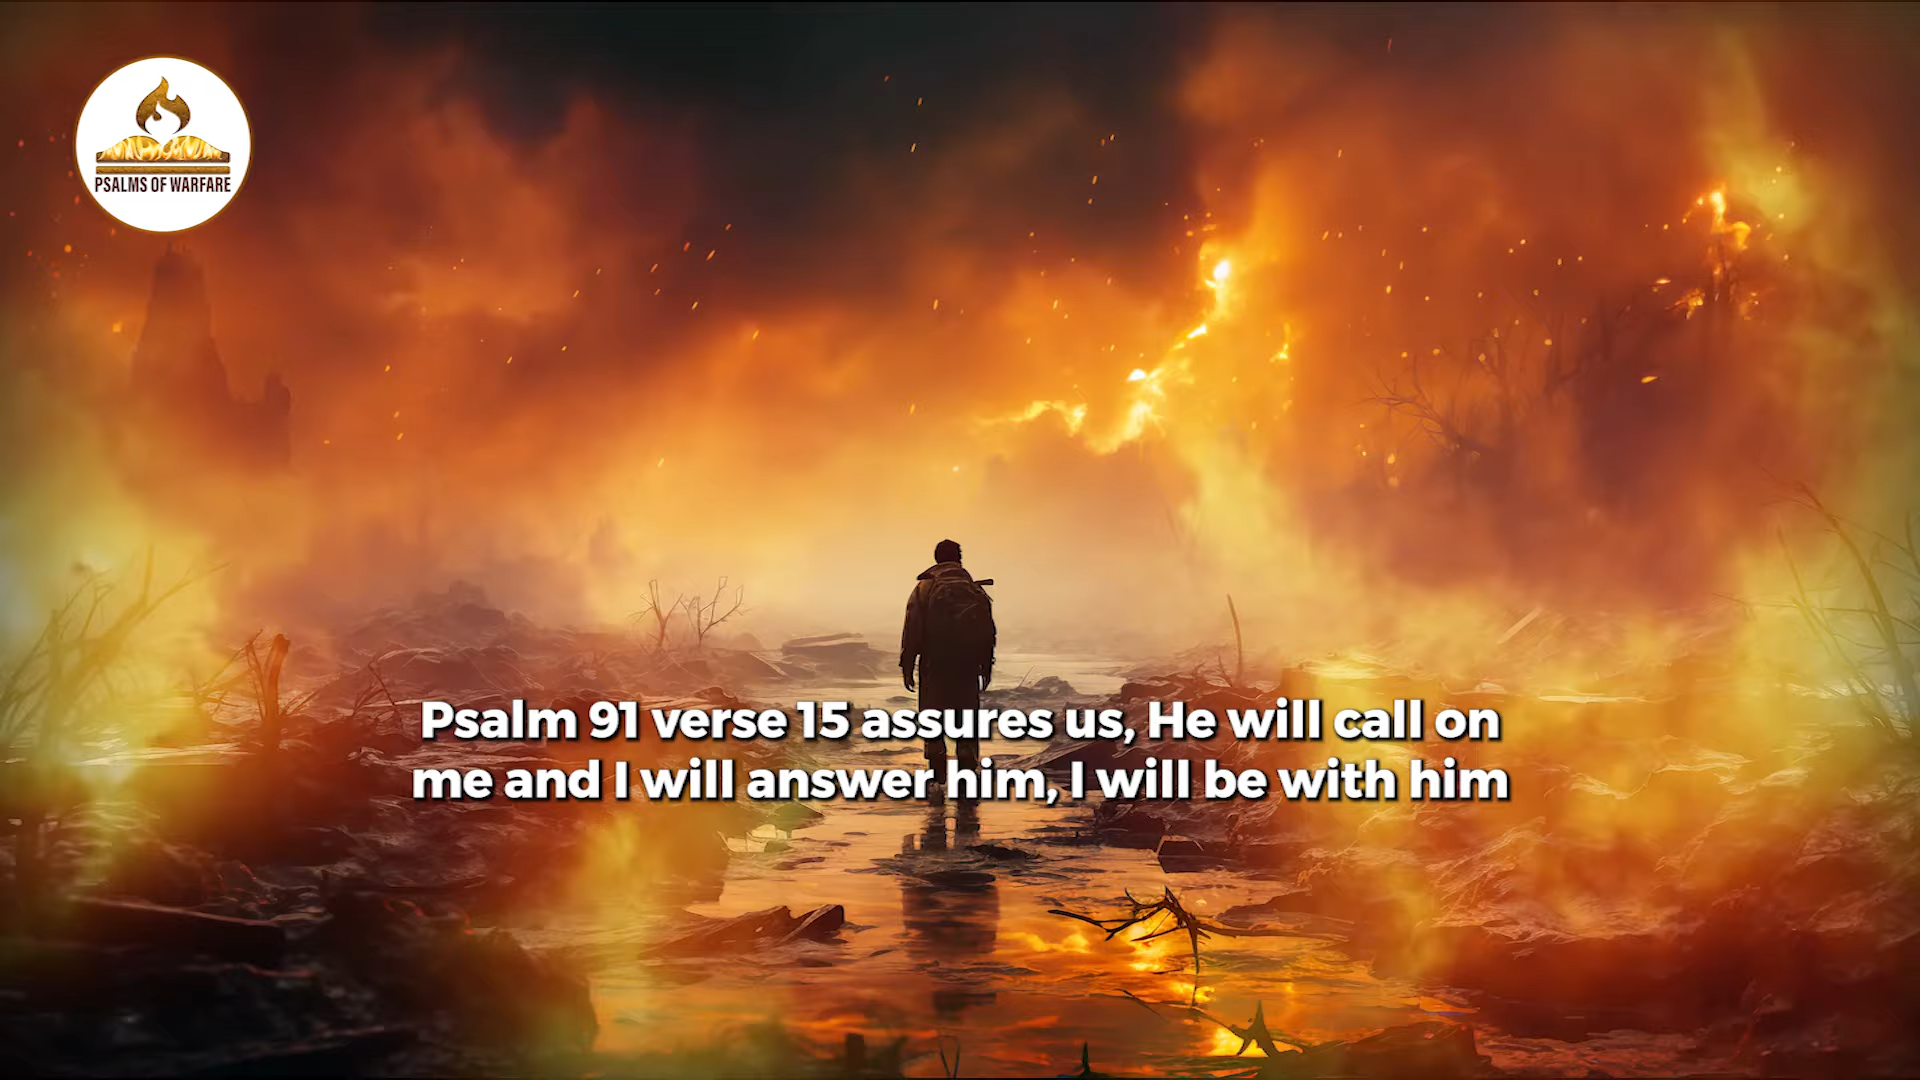 PSALMS OF WARFARE
Psalm 91 verse 15 assures us, He will call on
me and I will answer him, I will be with him